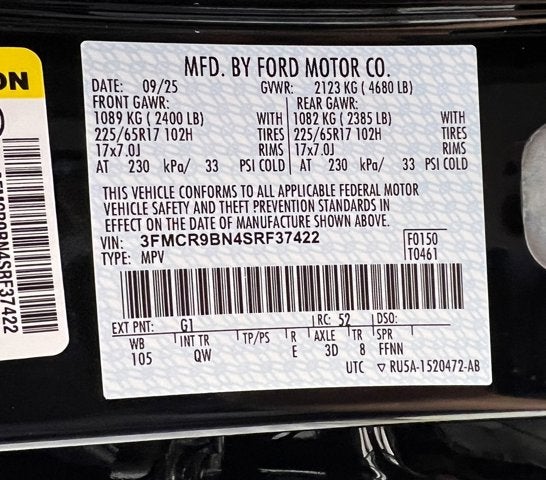 MFD. BY FORD MOTOR CO.
DATE: 09/25 GVWR: 2123 KG ( 4680 LB)
FRONT GAWR: REAR GAWR:
1089 KG ( 2400 LB) WITH 1082 KG ( 2385 LB) WITH
225/65R17 102H TIRES 225/65R17 102H TIRES
17x7.0J RIMS 17x7.0J RIMS
AT 230 kPa/ 33 PSI COLD AT 230 kPa/ 33 PSI COLD
THIS VEHICLE CONFORMS TO ALL APPLICABLE FEDERAL MOTOR
VEHICLE SAFETY AND THEFT PREVENTION STANDARDS IN
EFFECT ON THE DATE OF MANUFACTURE SHOWN ABOVE.
VIN: 3FMCR9BN4SRF37422 F0150
TYPE: MPV T0461
EXT PNT: G1 RC: 52 DSO:
WB INT TR TP/PS R AXLE TR SPR
105 QW E 3D 8 FFNN
UTC ▽ RU5A-1520472-AB
ON
3FMCR9BN4SRF37422